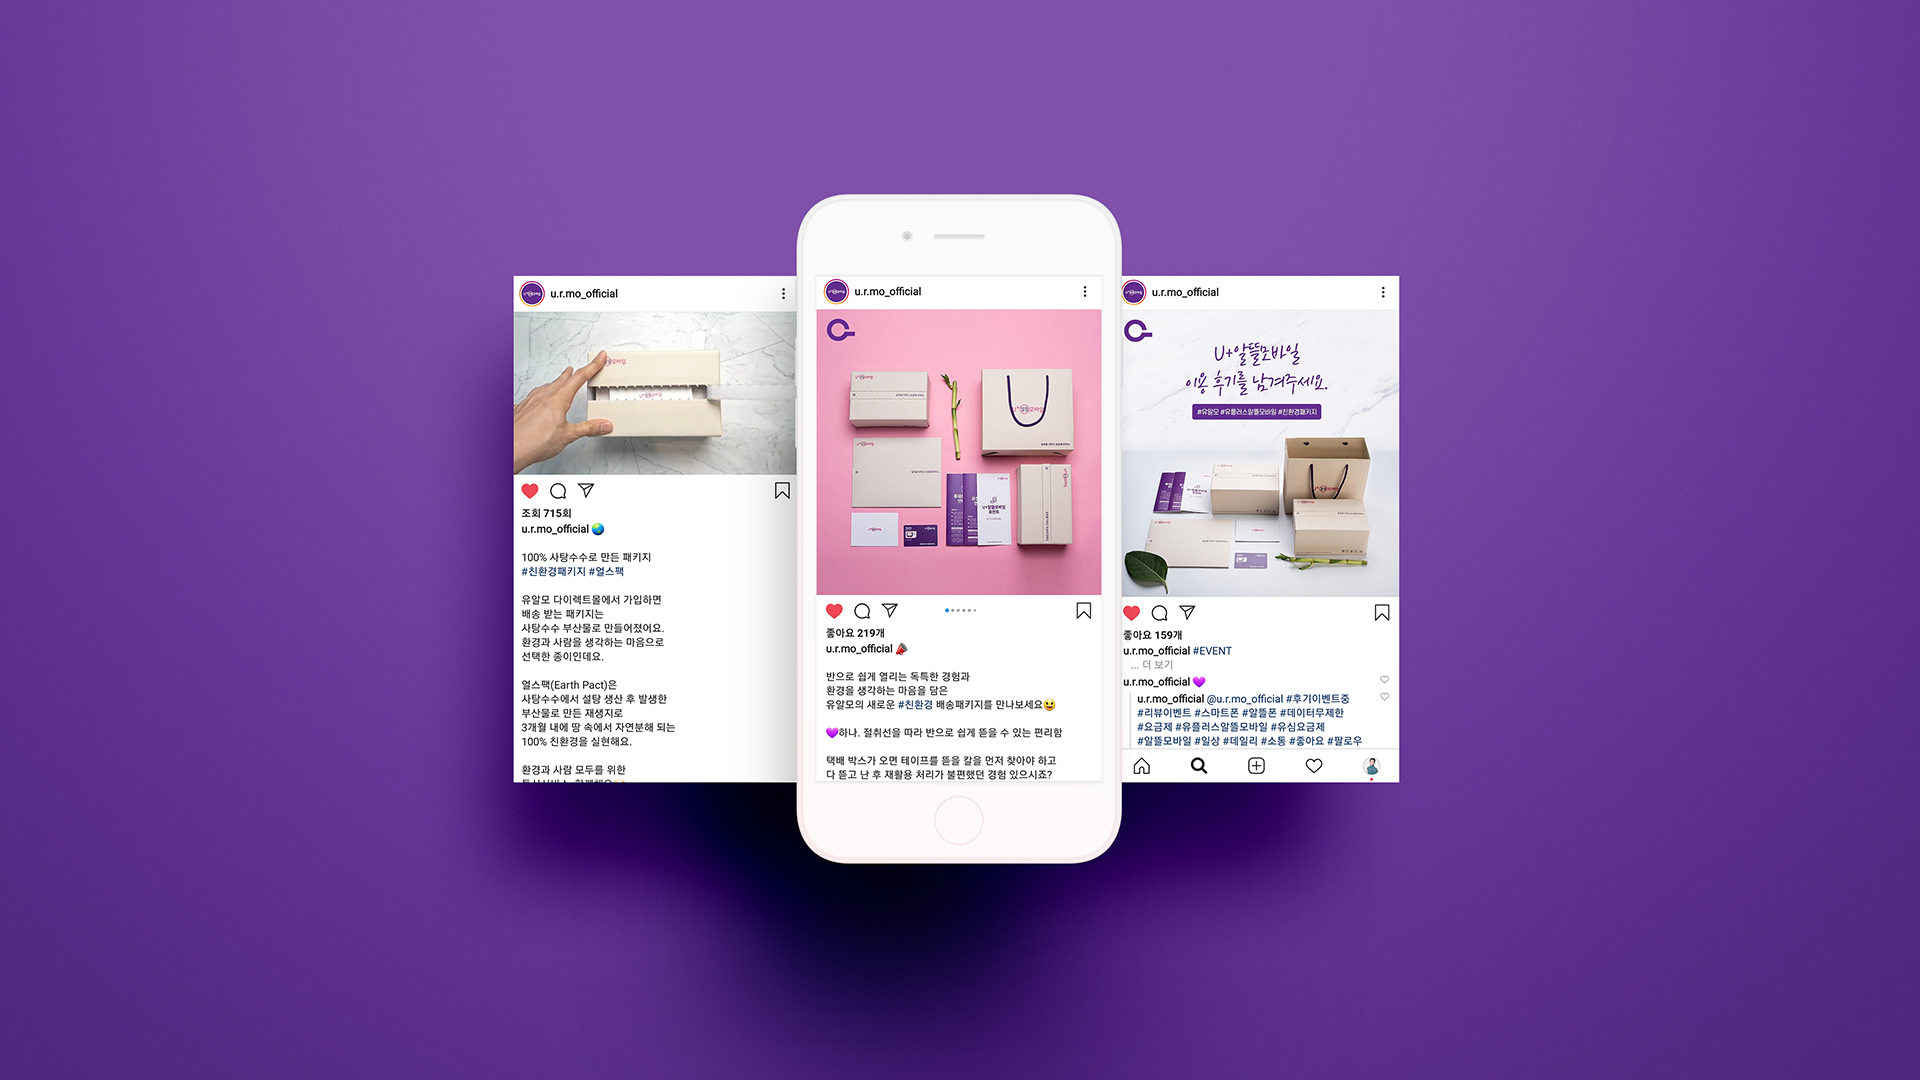 u.r.mo_official
조회 715회
u.r.mo_official
100% 사탕수수로 만든 패키지
#친환경패키지 #얼스팩
유알모 다이렉트몰에서 가입하면
배송 받는 패키지는
사탕수수 부산물로 만들어졌어요.
환경과 사람을 생각하는 마음으로
선택한 종이인데요.
얼스팩(Earth Pact)은
사탕수수에서 설탕 생산 후 발생한
부산물로 만든 재생지로
3개월 내에 땅 속에서 자연분해 되는
100% 친환경을 실현해요.
환경과 사람 모두를 위한
u.r.mo_official
U+알뜰모바일
U+알뜰모바일
좋아요 219개
u.r.mo_official
반으로 쉽게 열리는 독특한 경험과
환경을 생각하는 마음을 담은
유알모의 새로운 #친환경 배송패키지를 만나보세요
하나. 절취선을 따라 반으로 쉽게 뜯을 수 있는 편리함
택배 박스가 오면 테이프를 뜯을 칼을 먼저 찾아야 하고
다 뜯고 난 후 재활용 처리가 불편했던 경험 있으시죠?
u.r.mo_official
U+알뜰모바일
이용 후기를 남겨주세요.
#유알모 #유플러스알뜰모바일 #친환경패키지
좋아요 159개
u.r.mo_official #EVENT
... 더 보기
u.r.mo_official
u.r.mo_official @u.r.mo_official #후기이벤트중
#리뷰이벤트 #스마트폰 #알뜰폰 #데이터무제한
#요금제 #유플러스알뜰모바일 #유심요금제
#알뜰모바일 #일상 #데일리 #소통 #좋아요 #팔로우